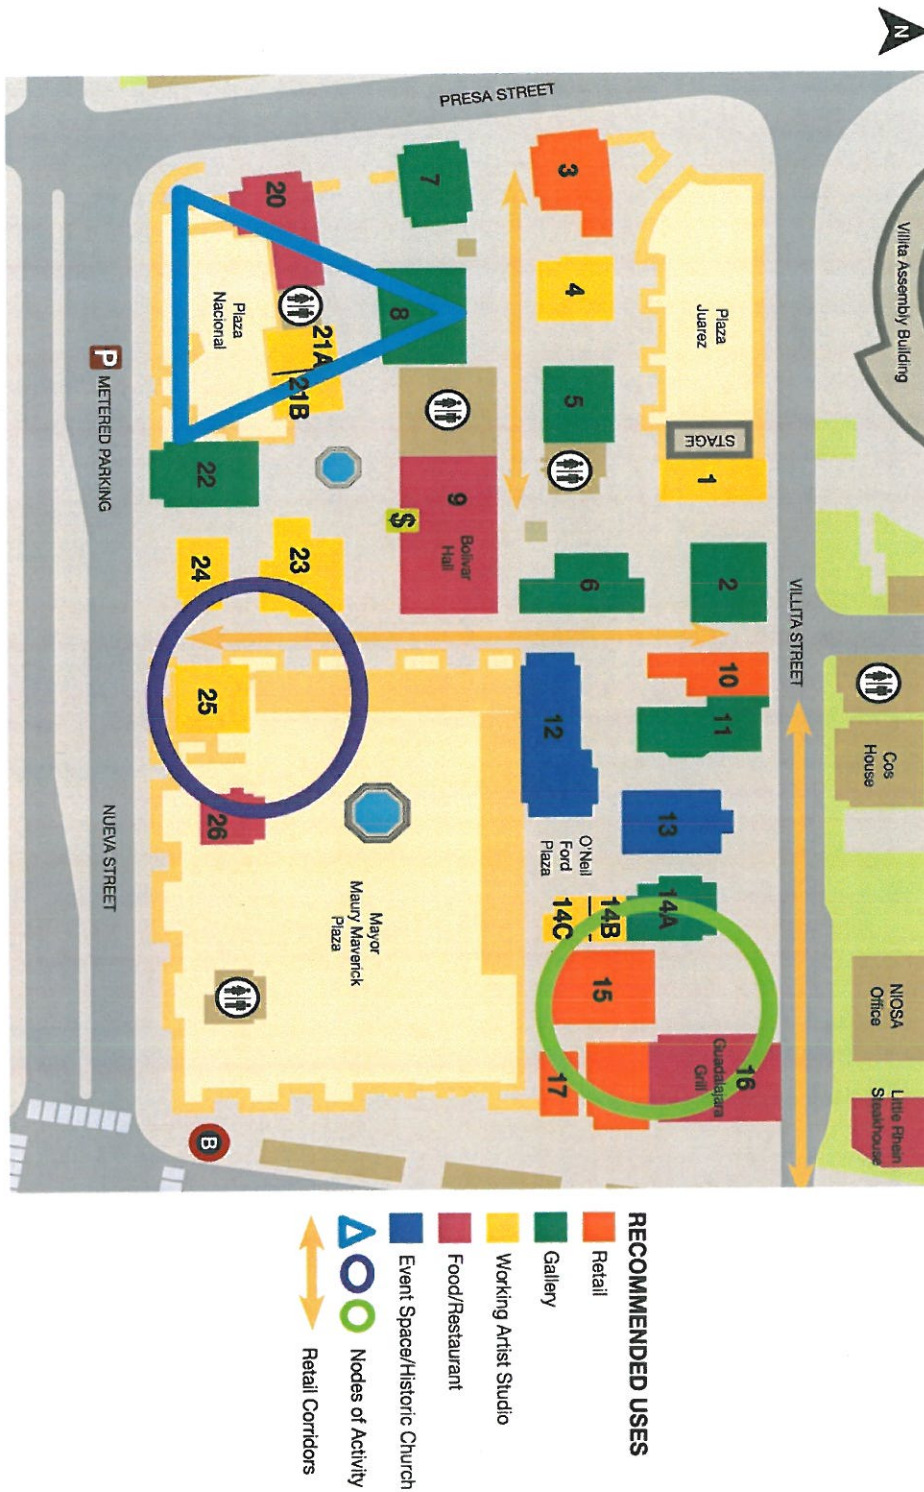 N
PRESA STREET
Villita Assembly Building
3
7
20
Plaza
Juarez
4
8
Plaza
Nacional
21A
21B
STAGE
5
1
9
Bolivar
Hall
$
22
P METERED PARKING
2
6
23
24
VILLITA STREET
10
11
12
25
Cos
House
13
O'Neil
Ford
Plaza
26
NUEVA STREET
14A
14B
14C
Mayor
Maury Maverick
Plaza
NIOSA
Office
15
16
Guadalajara
Grill
17
Little Rhein
Steakhouse
B
RECOMMENDED USES
Retail
Gallery
Working Artist Studio
Food/Restaurant
Event Space/Historic Church
Nodes of Activity
Retail Corridors